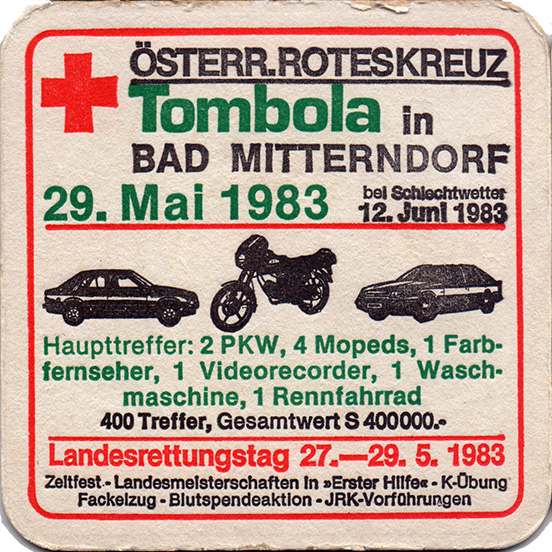 ÖSTERR.ROTESKREUZ
Tombola in
BAD MITTERNDORF
29. Mai 1983
bei Schlechtwetter
12. Juni 1983
Haupttreffer: 2 PKW, 4 Mopeds, 1 Farb-
fernseher, 1 Videorecorder, 1 Wasch-
maschine, 1 Rennfahrrad
400 Treffer, Gesamtwert S 400000.-
Landesrettungstag 27.—29. 5. 1983
Zeltfest - Landesmeisterschaften in »Erster Hilfe« - K-Übung
Fackelzug - Blutspendeaktion - JRK-Vorführungen